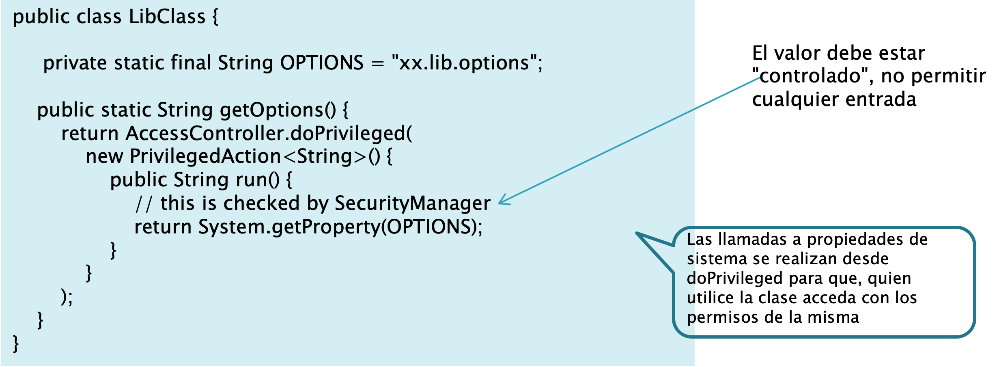 public class LibClass {
private static final String OPTIONS = "xx.lib.options";
public static String getOptions() {
return AccessController.doPrivileged(
new PrivilegedAction<String>() {
public String run() {
// this is checked by SecurityManager
return System.getProperty(OPTIONS);
}
}
);
}
}
El valor debe estar
"controlado", no permitir
cualquier entrada
Las llamadas a propiedades de
sistema se realizan desde
doPrivileged para que, quien
utilice la clase acceda con los
permisos de la misma